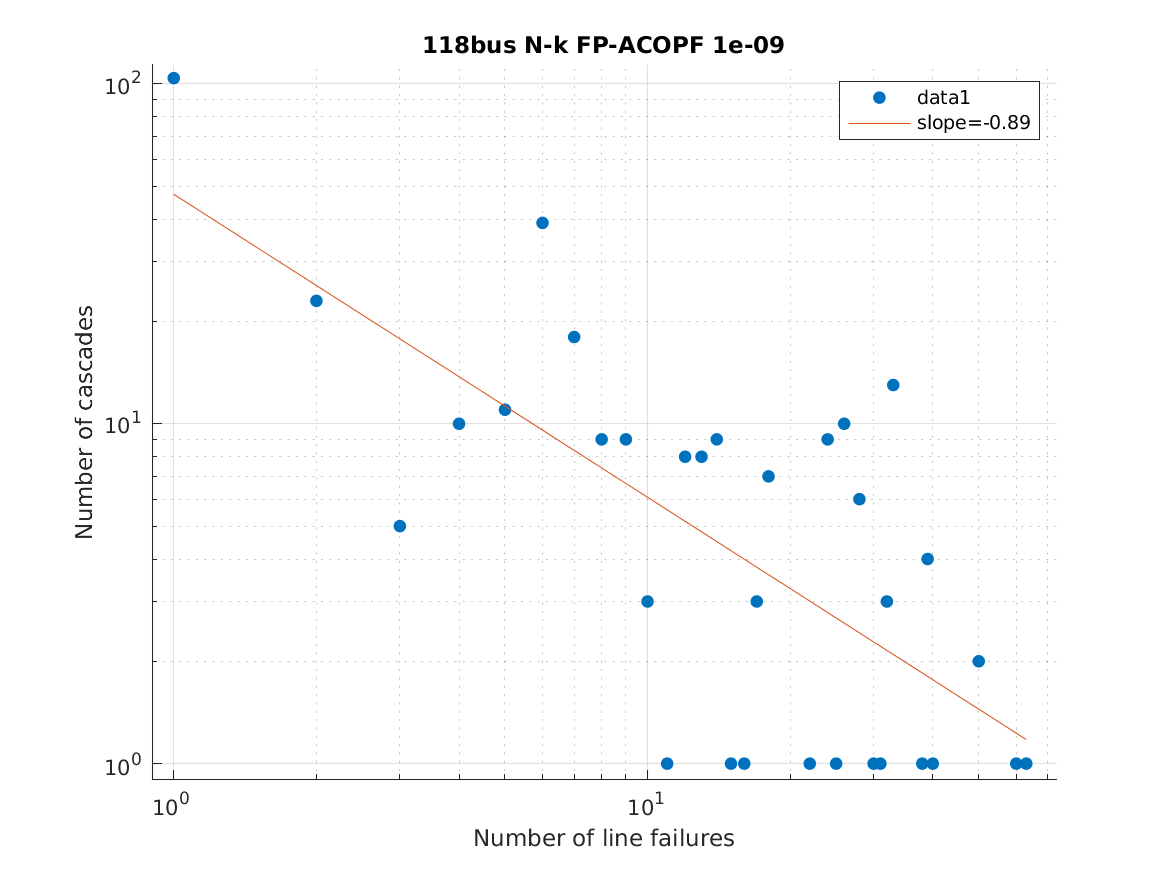 118bus N-k FP-ACOPF 1e-09
data1
slope=-0.89
10^2
10^1
10^0
Number of cascades
10^0
10^1
Number of line failures